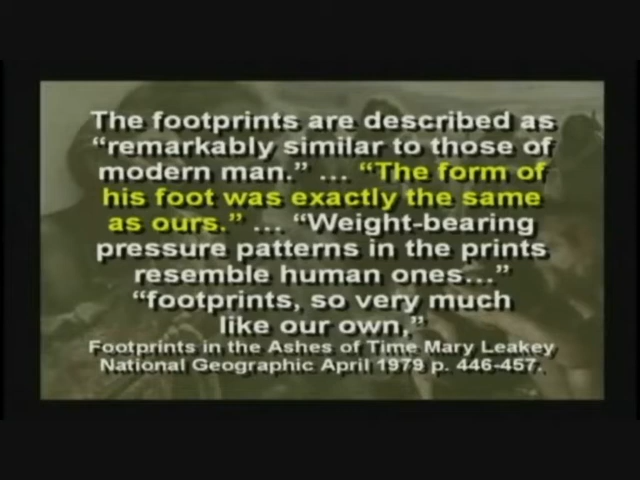 The footprints are described as
“remarkably similar to those of
modern man.” ... “The form of
his foot was exactly the same
as ours.” ... “Weight-bearing
pressure patterns in the prints
resemble human ones...”
“footprints, so very much
like our own,”
Footprints in the Ashes of Time Mary Leakey
National Geographic April 1979 p. 446-457.